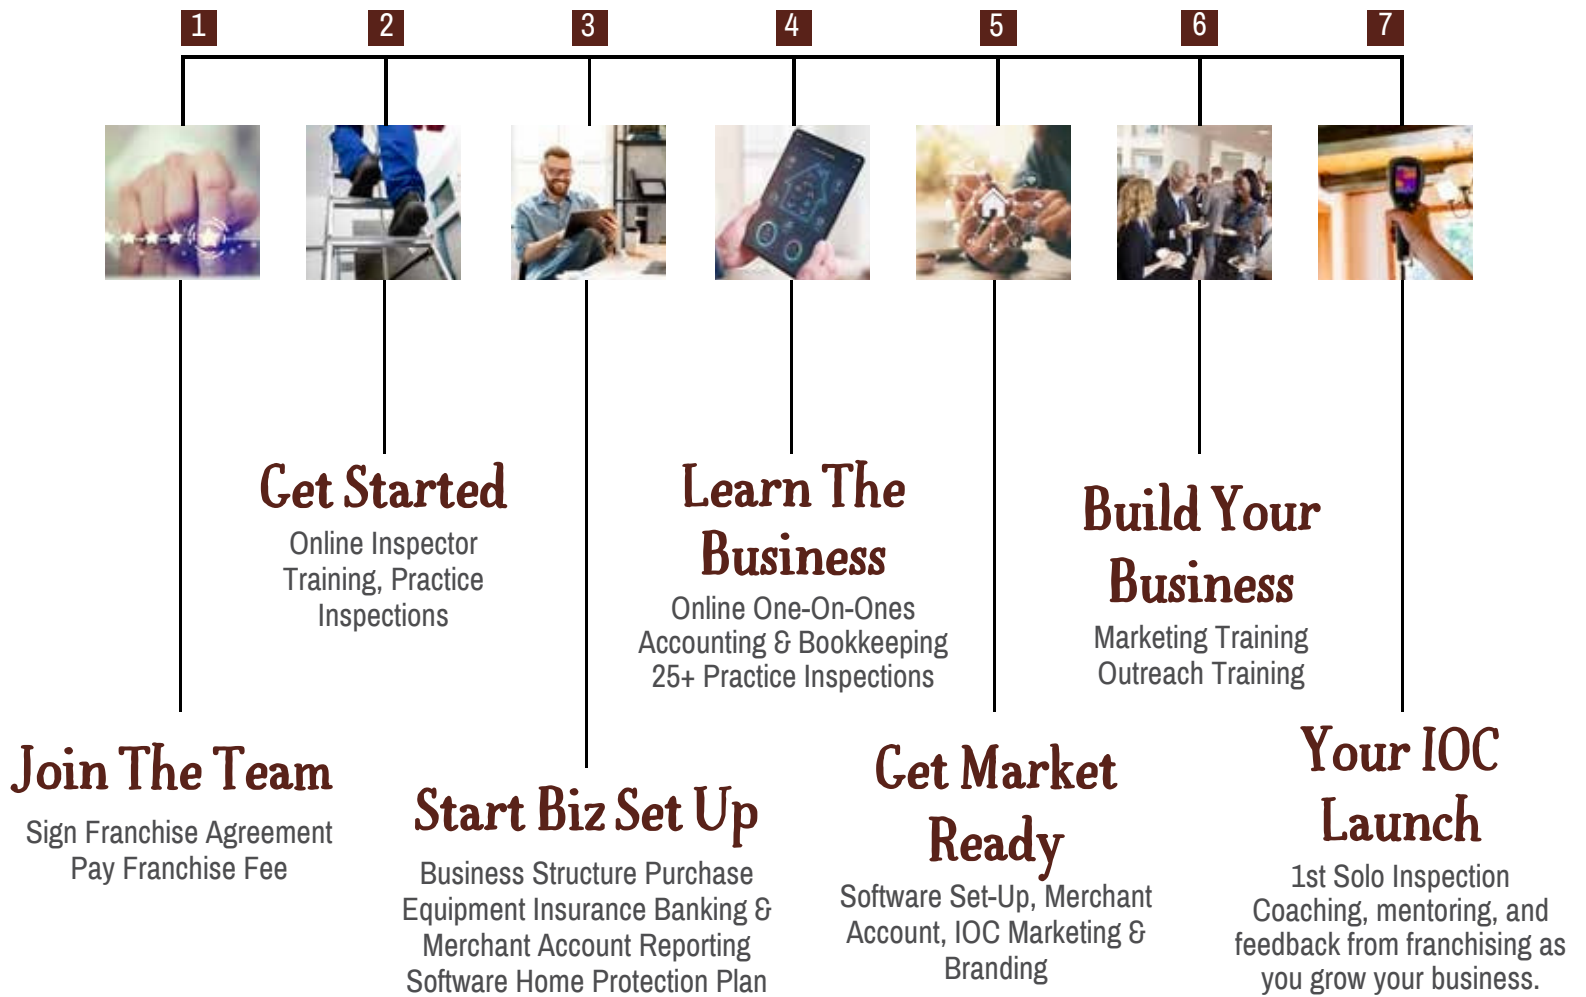 1
2
3
4
5
6
7
Get Started
Online Inspector
Training, Practice
Inspections
Learn The
Business
Online One-On-Ones
Accounting & Bookkeeping
25+ Practice Inspections
Build Your
Business
Marketing Training
Outreach Training
Join The Team
Sign Franchise Agreement
Pay Franchise Fee
Start Biz Set Up
Business Structure Purchase
Equipment Insurance Banking &
Merchant Account Reporting
Software Home Protection Plan
Get Market
Ready
Software Set-Up, Merchant
Account, IOC Marketing &
Branding
Your IOC
Launch
1st Solo Inspection
Coaching, mentoring, and
feedback from franchising as
you grow your business.